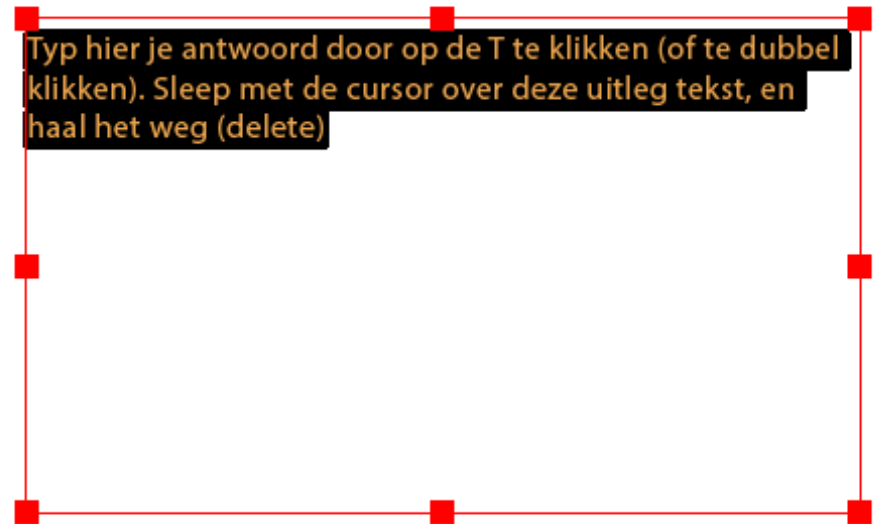 Typ hier je antwoord door op de T te klikken (of te dubbel
klikken). Sleep met de cursor over deze uitleg tekst, en
haal het weg (delete)